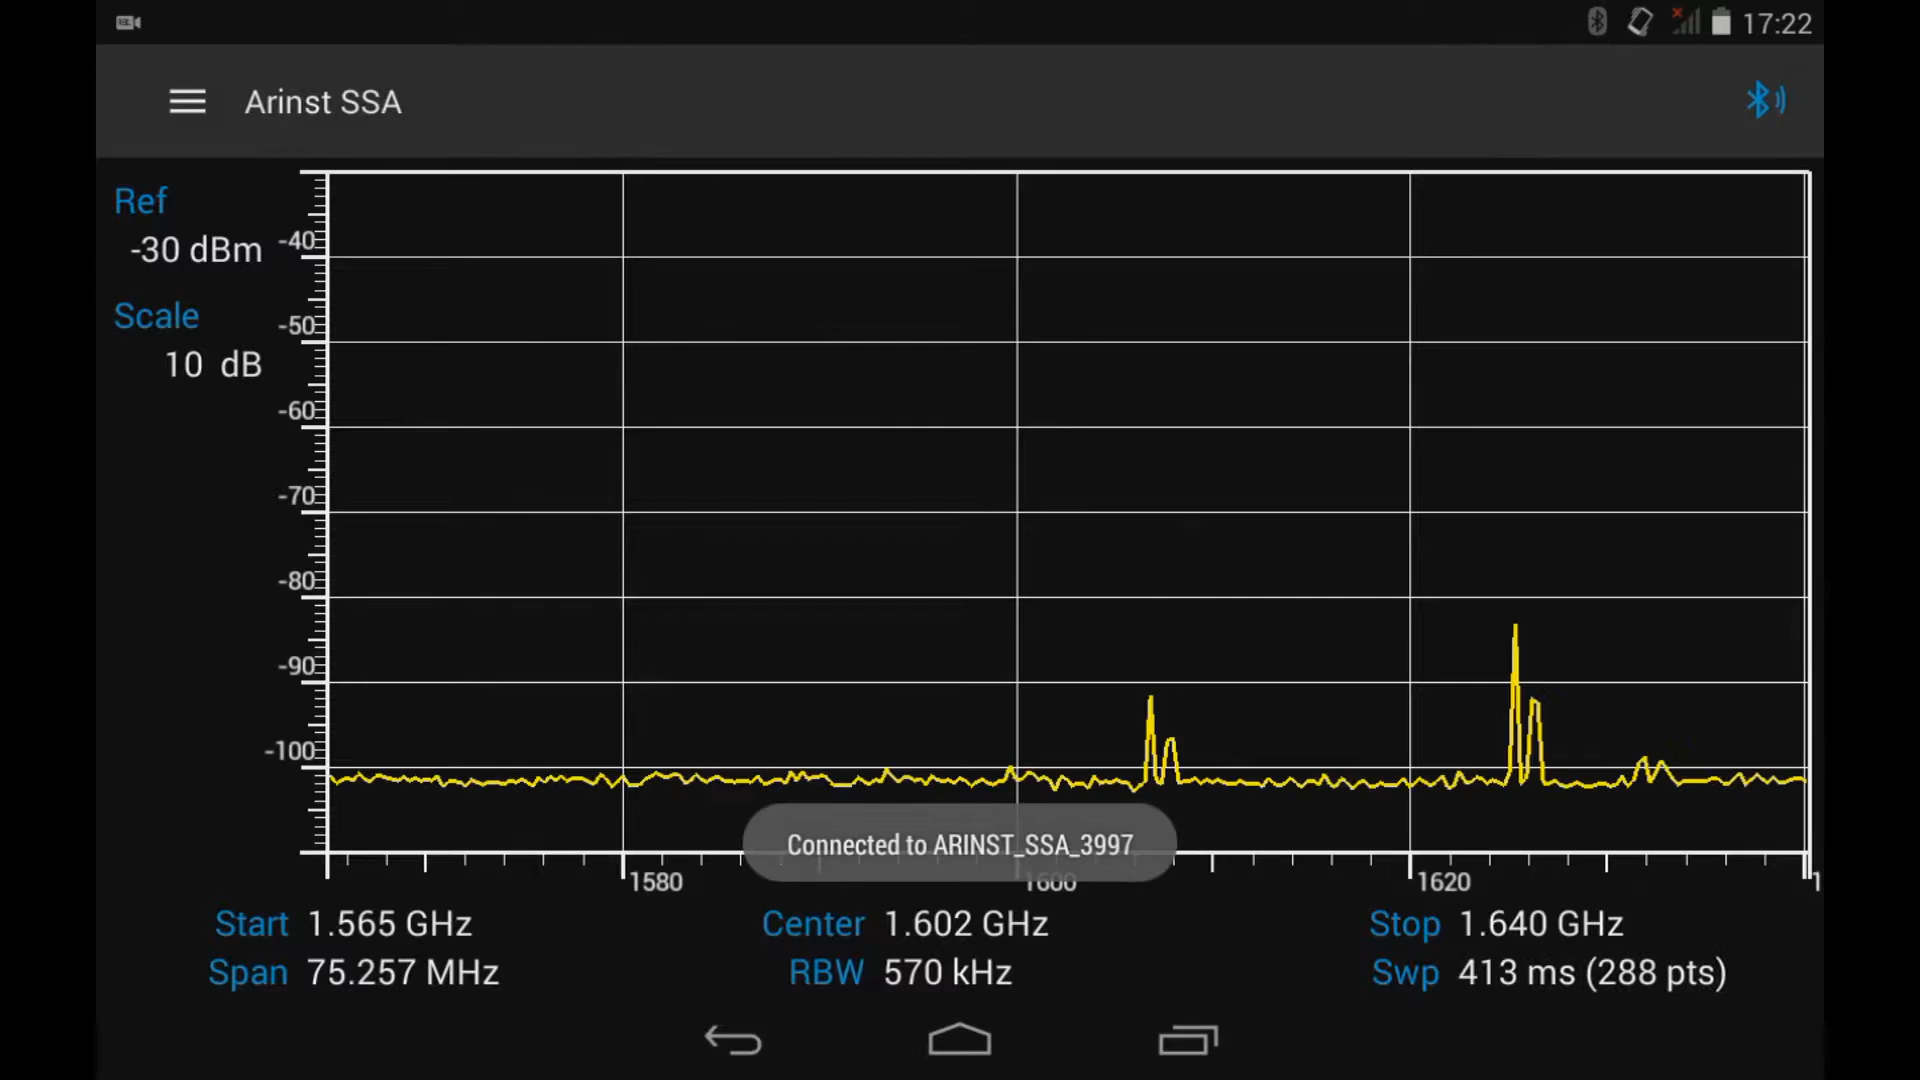 17:22
Arinst SSA
Ref
-30 dBm
Scale
10 dB
-40
-50
-60
-70
-80
-90
-100
Connected to ARINST_SSA_3997
1580
1600
1620
1
Start 1.565 GHz
Center 1.602 GHz
Stop 1.640 GHz
Span 75.257 MHz
RBW 570 kHz
Swp 413 ms (288 pts)